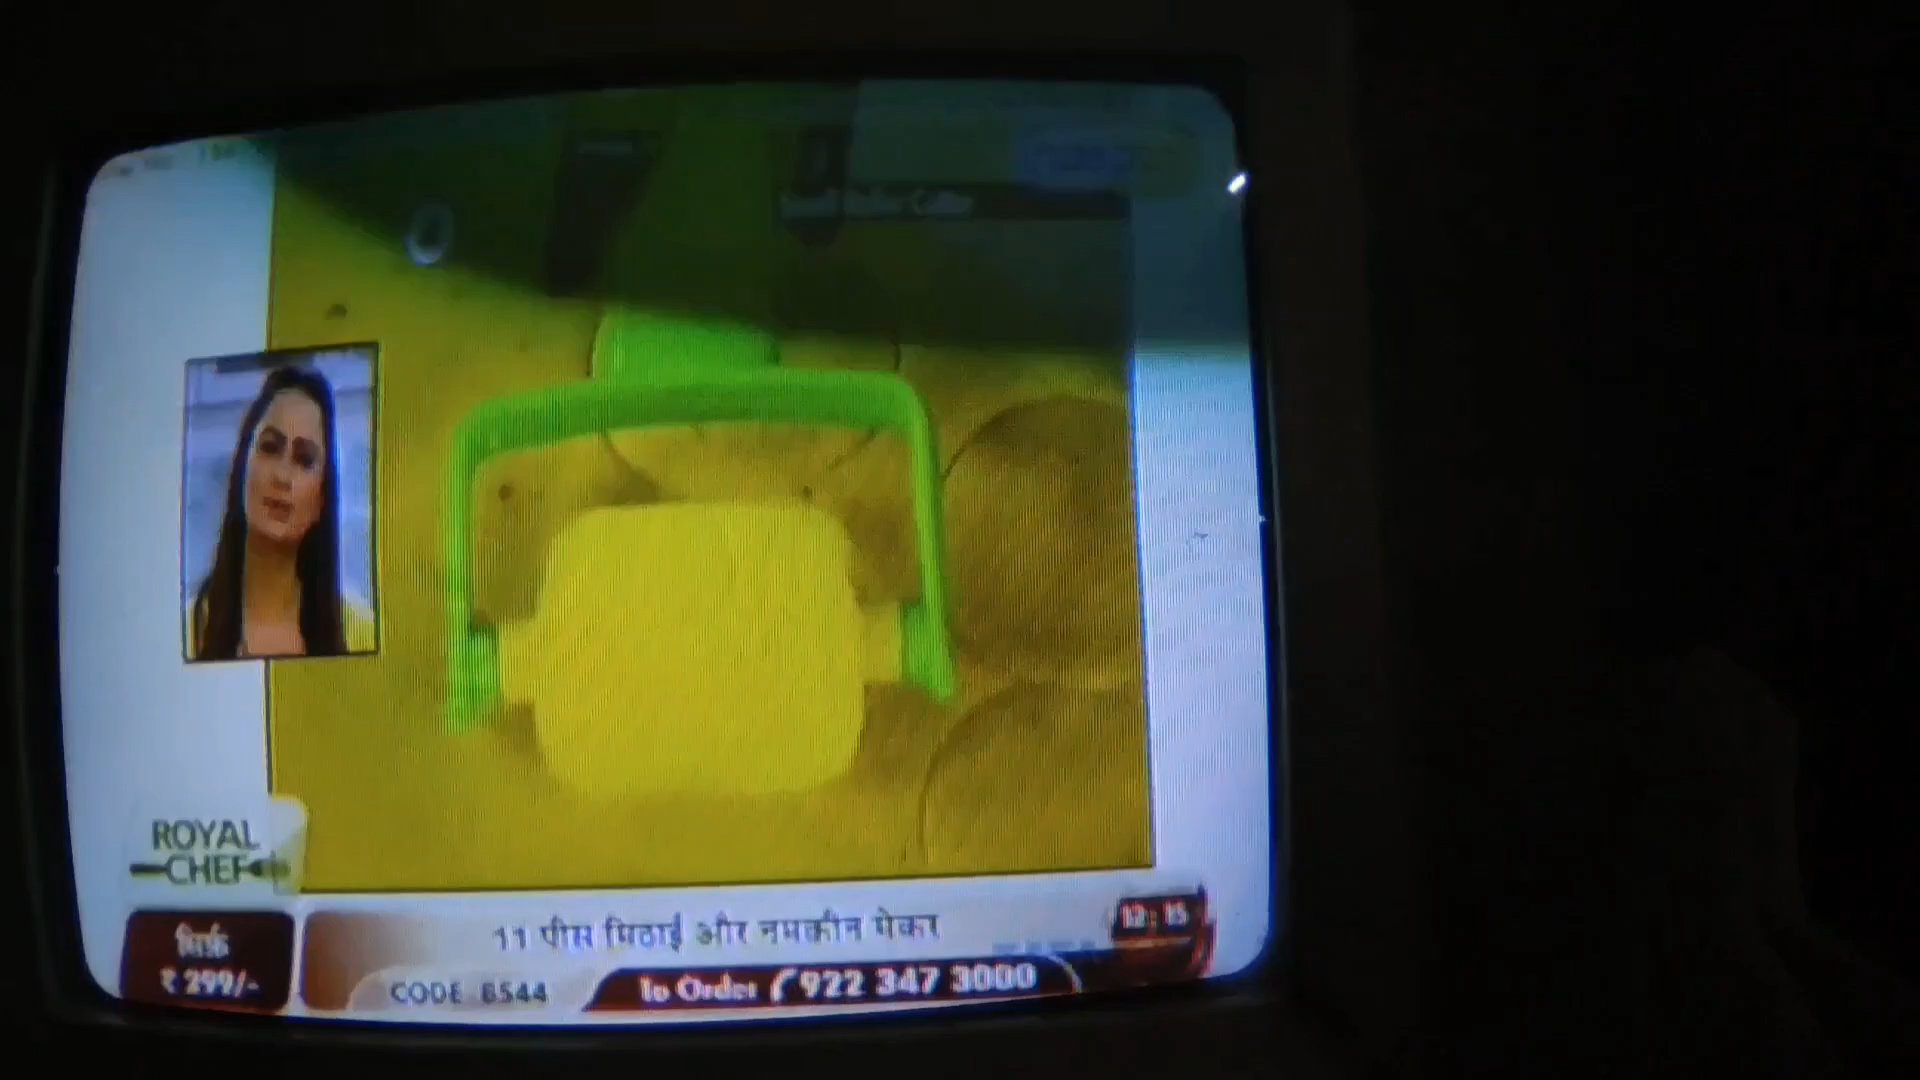 ROYAL
CHEF
सिर्फ
₹ 299/-
11 पीस मिठाई और नमकीन मेकर
12:15
CODE 6544
To Order 922 347 3000